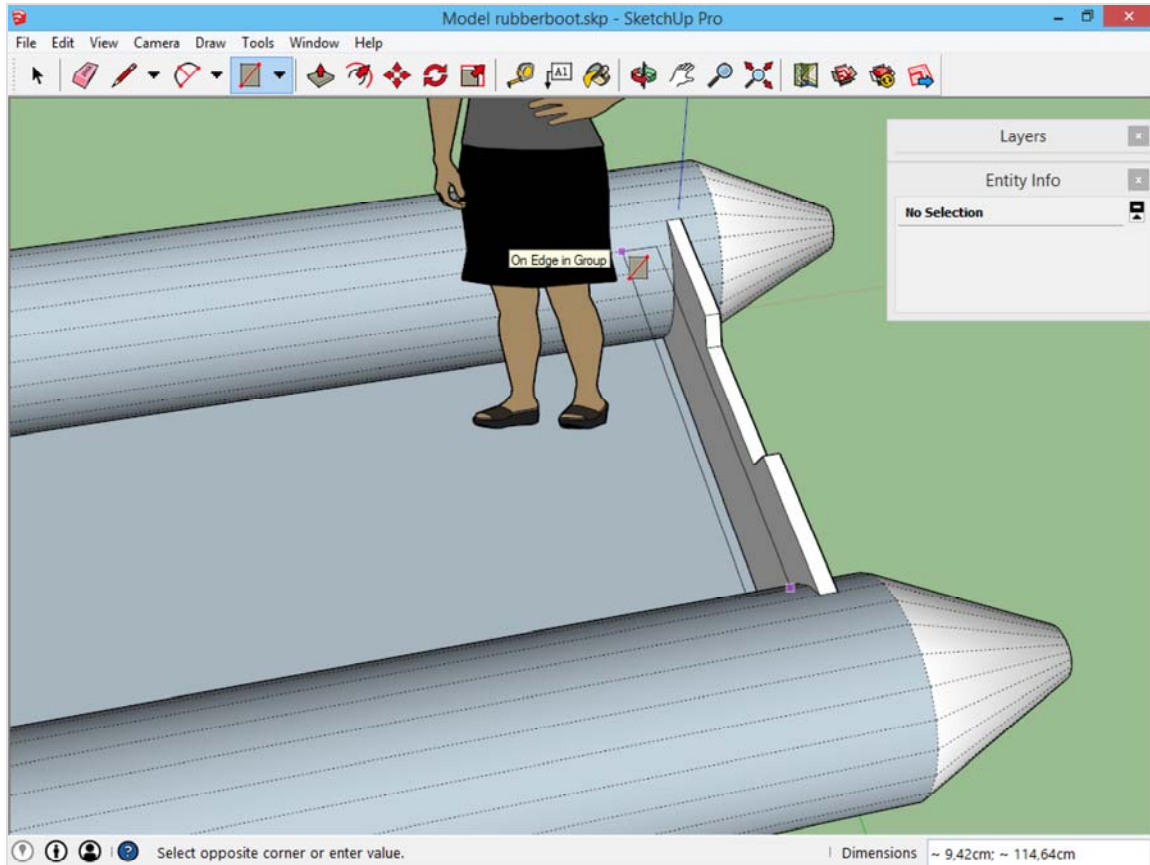 Model rubberboot.skp - SketchUp Pro
File Edit View Camera Draw Tools Window Help
A1
Layers
Entity Info
No Selection
On Edge in Group
Select opposite corner or enter value.
Dimensions ~ 9,42cm; ~ 114,64cm